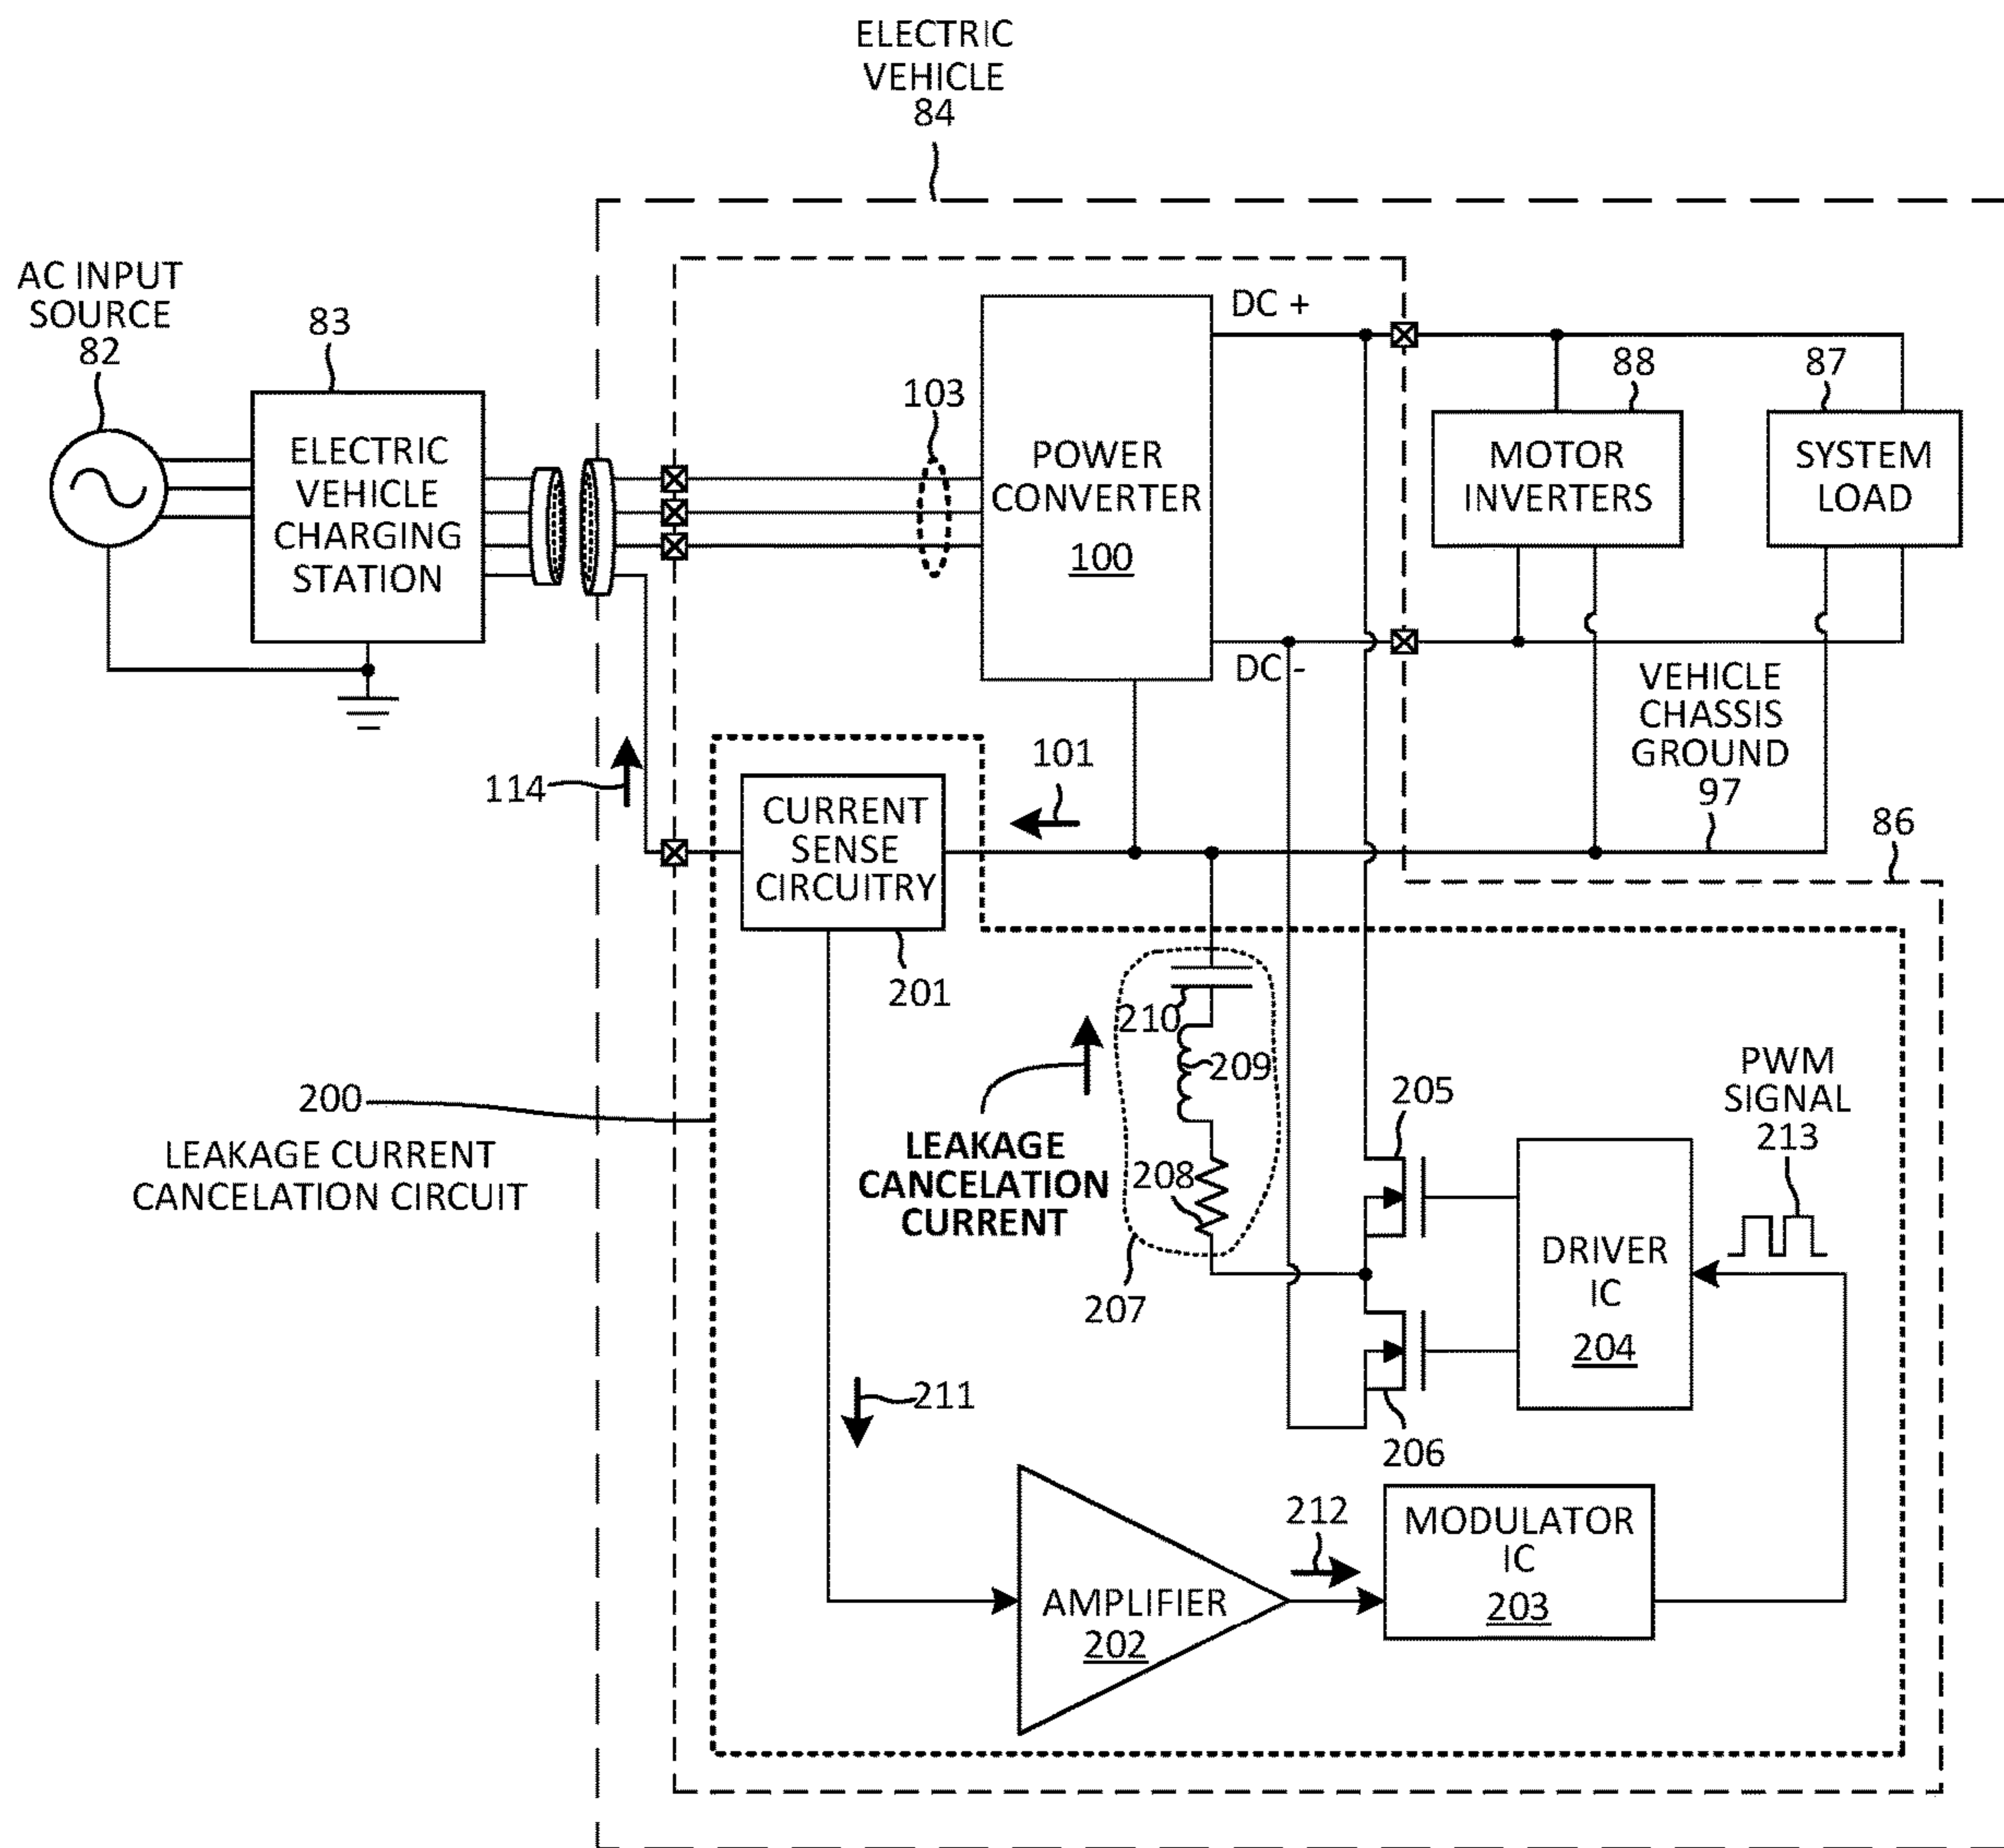 ELECTRIC
VEHICLE
84
AC INPUT
SOURCE
82
83
ELECTRIC
VEHICLE
CHARGING
STATION
103
POWER
CONVERTER
100
DC +
DC -
88
MOTOR
INVERTERS
87
SYSTEM
LOAD
VEHICLE
CHASSIS
GROUND
97
86
114
101
CURRENT
SENSE
CIRCUITRY
201
210
209
208
207
LEAKAGE
CANCELATION
CURRENT
200
LEAKAGE CURRENT
CANCELATION CIRCUIT
205
206
DRIVER
IC
204
PWM
SIGNAL
213
211
AMPLIFIER
202
212
MODULATOR
IC
203